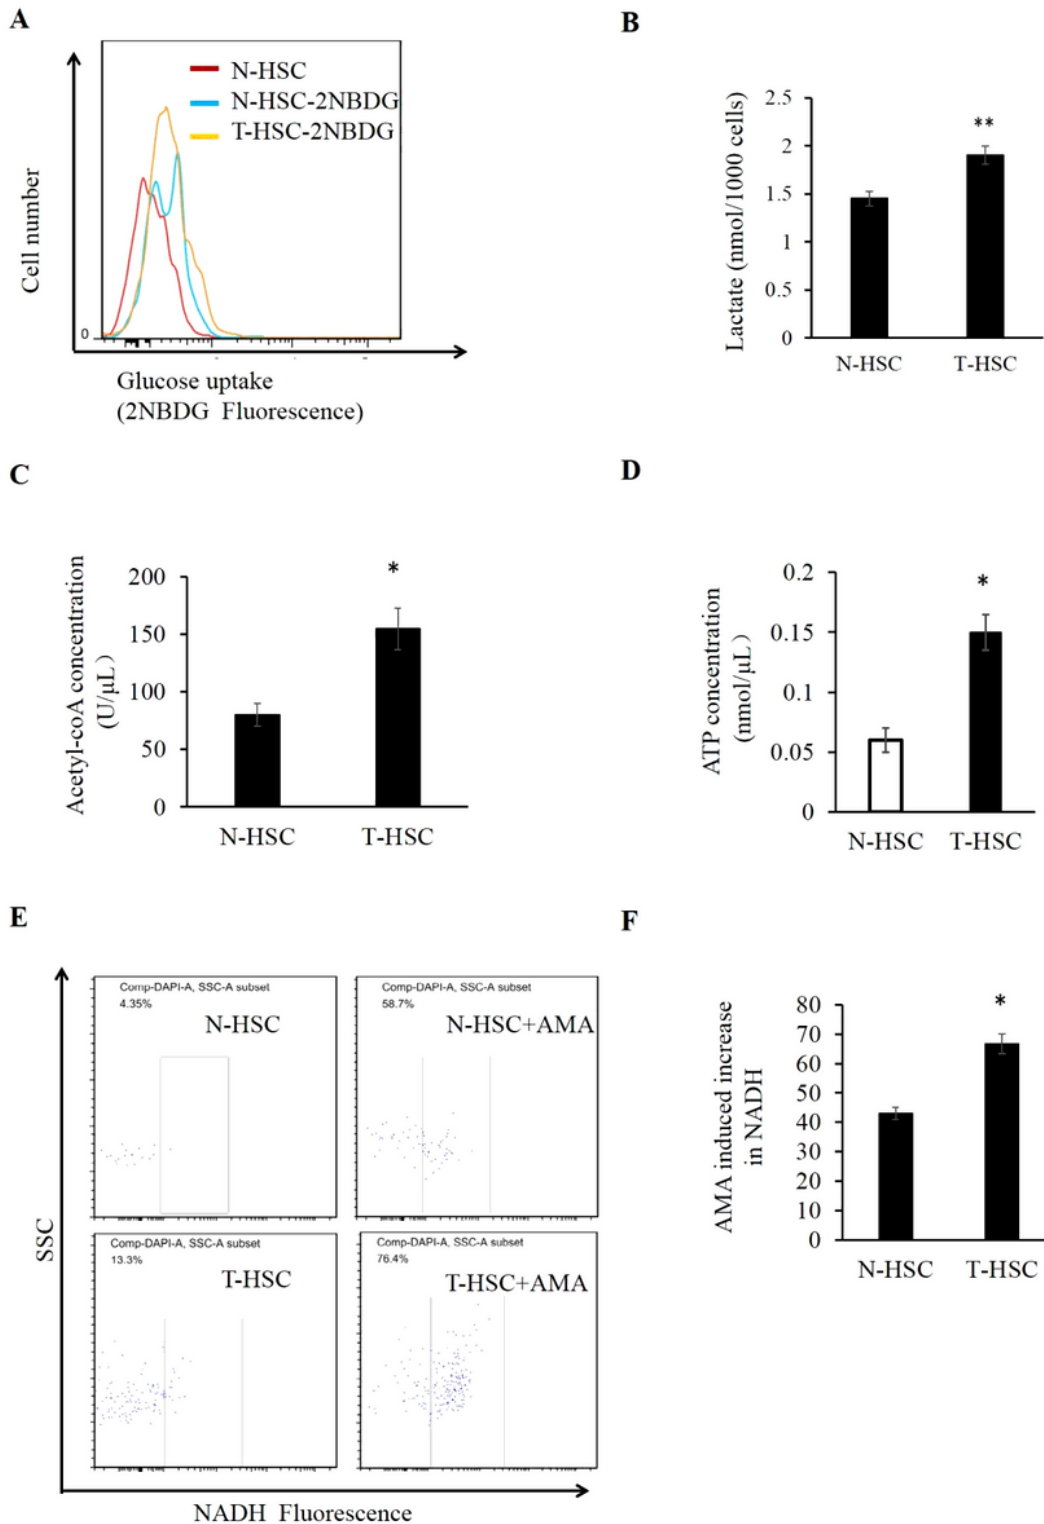 A
N-HSC
N-HSC-2NBDG
T-HSC-2NBDG
Cell number
0
Glucose uptake
(2NBDG Fluorescence)
B
Lactate (nmol/1000 cells)
2.5
2
1.5
1
0.5
0
**
N-HSC
T-HSC
C
Acetyl-coA concentration
(U/μL)
200
150
100
50
0
*
N-HSC
T-HSC
D
ATP concentration
(nmol/μL)
0.2
0.15
0.1
0.05
0
*
N-HSC
T-HSC
E
SSC
Comp-DAPI-A, SSC-A subset
4.35%
N-HSC
Comp-DAPI-A, SSC-A subset
58.7%
N-HSC+AMA
Comp-DAPI-A, SSC-A subset
13.3%
T-HSC
Comp-DAPI-A, SSC-A subset
76.4%
T-HSC+AMA
NADH Fluorescence
F
AMA induced increase
in NADH
80
70
60
50
40
30
20
10
0
*
N-HSC
T-HSC